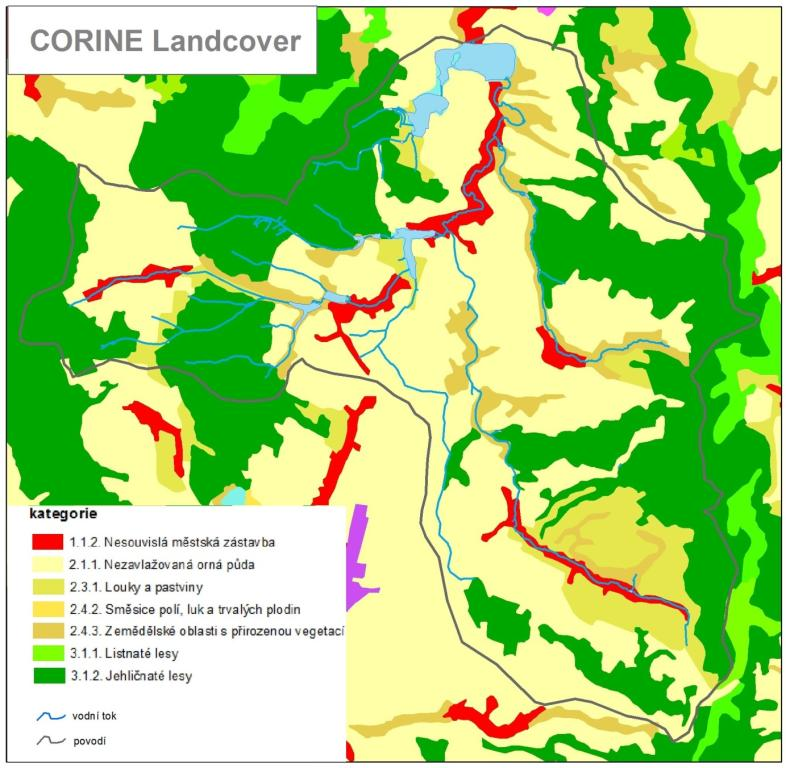 CORINE Landcover
kategorie
1.1.2. Nesouvislá městská zástavba
2.1.1. Nezavlažovaná orná půda
2.3.1. Louky a pastviny
2.4.2. Směsice polí, luk a trvalých plodin
2.4.3. Zemědělské oblasti s přirozenou vegetací
3.1.1. Listnaté lesy
3.1.2. Jehličnaté lesy
vodní tok
povodí